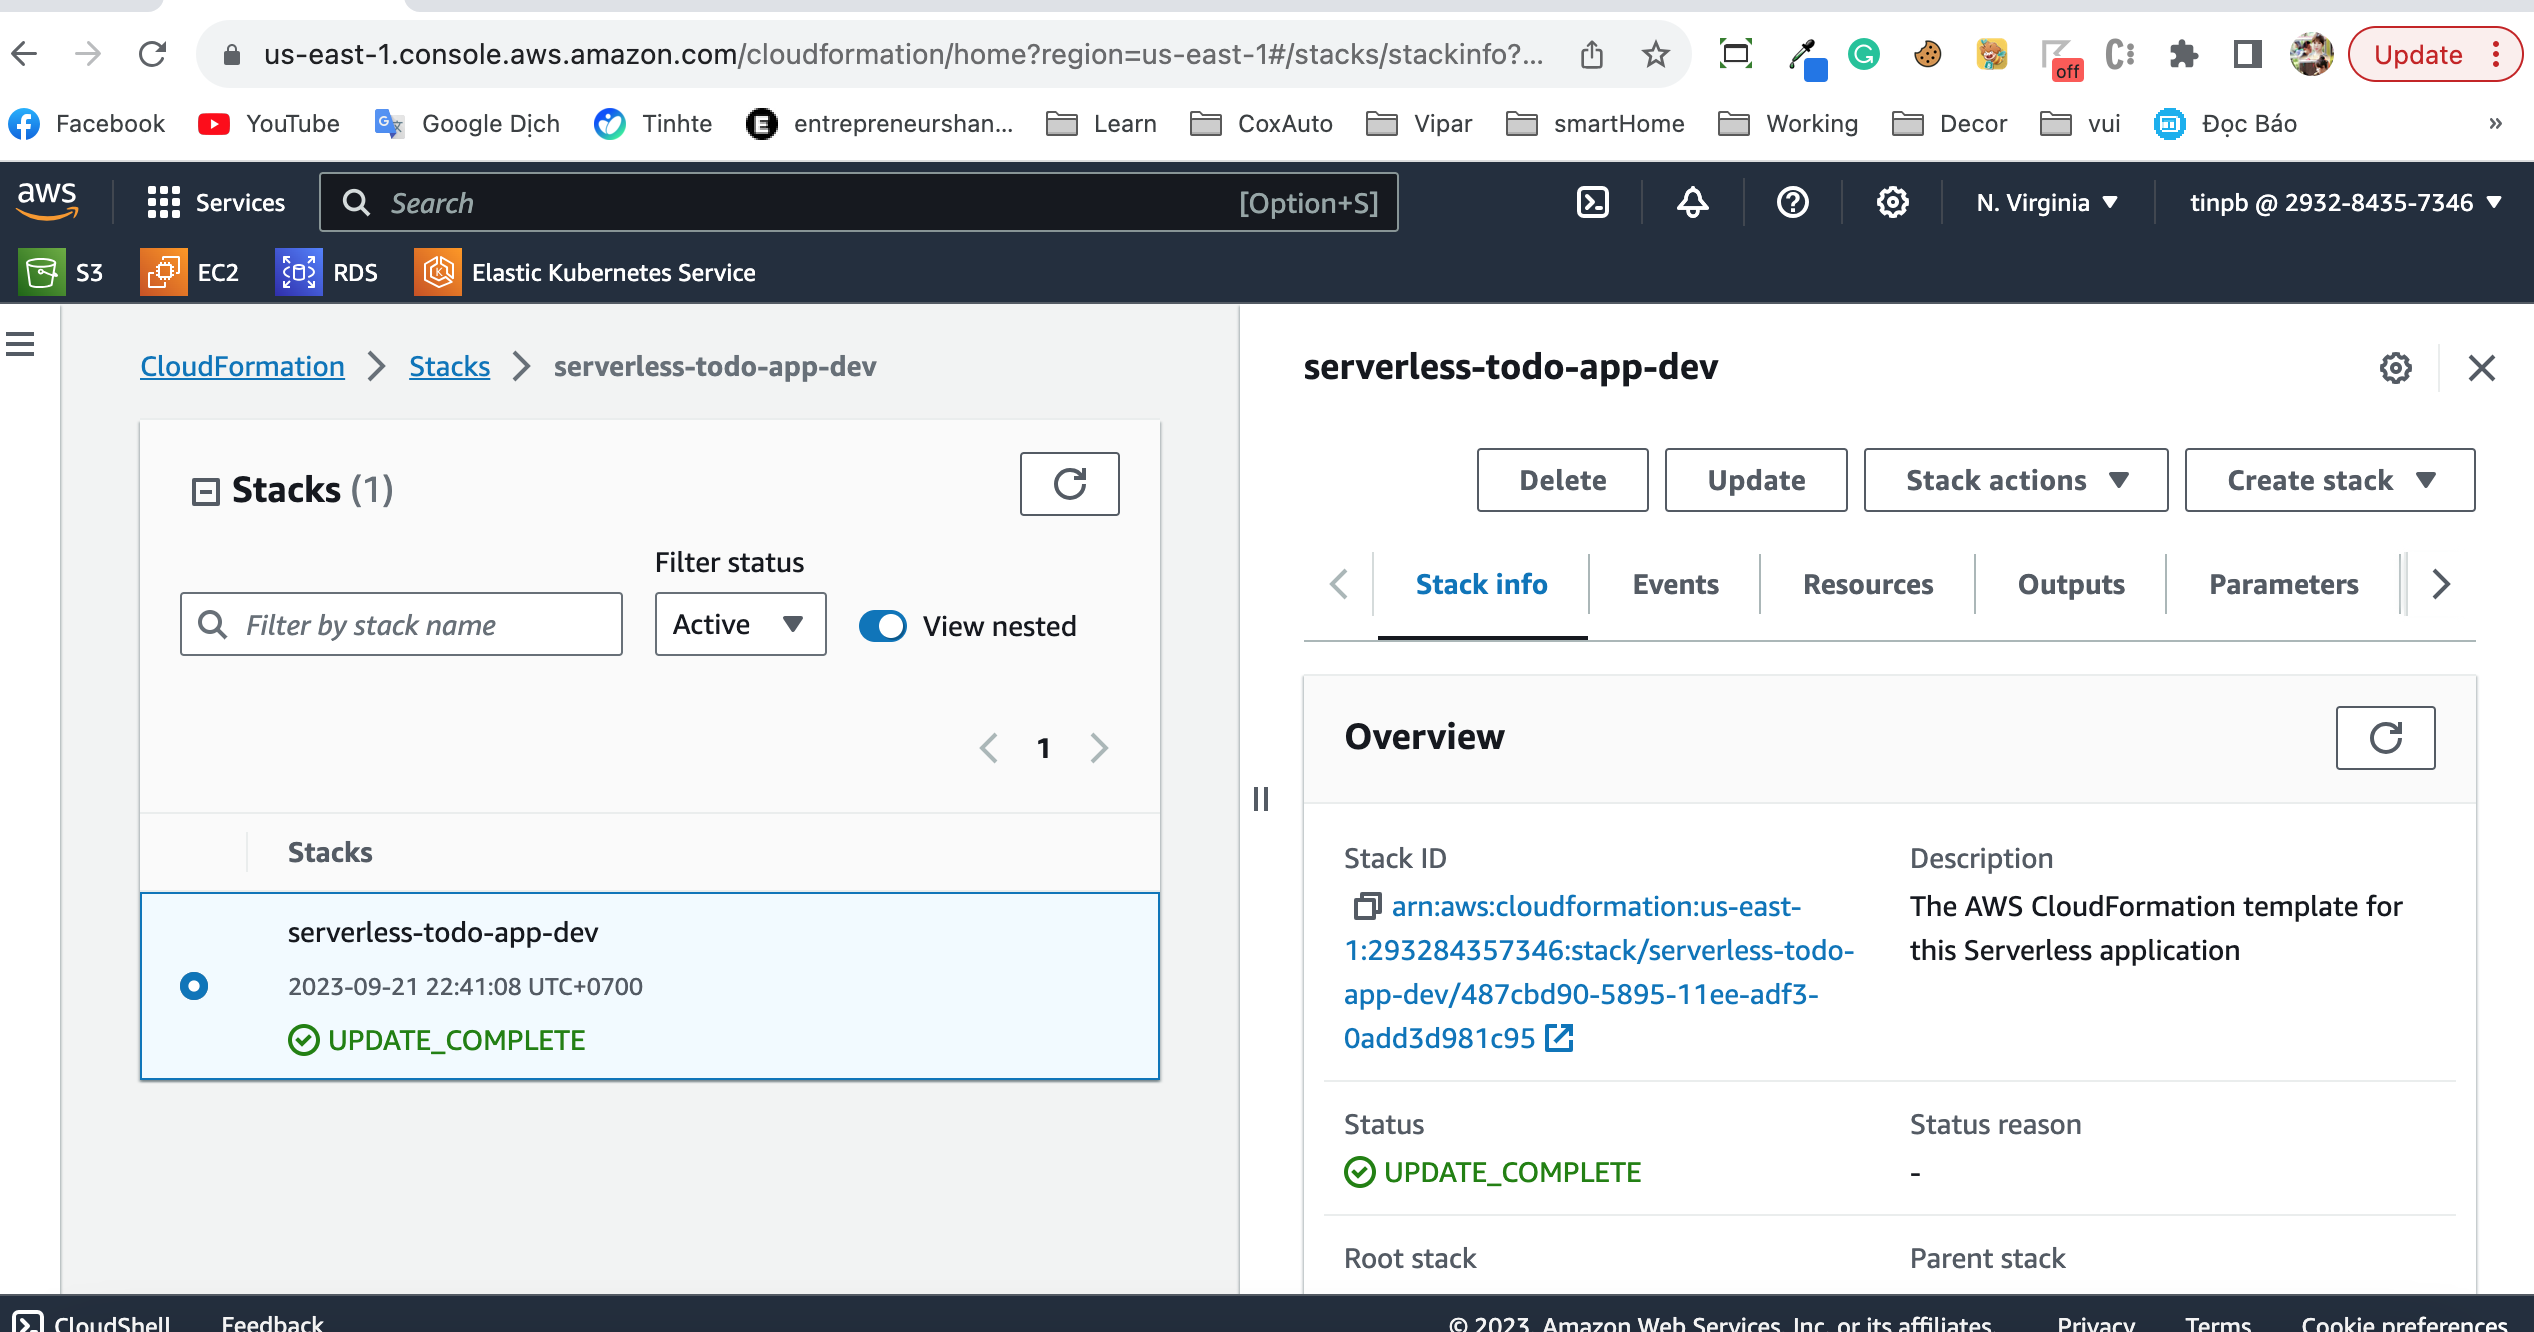 us-east-1.console.aws.amazon.com/cloudformation/home?region=us-east-1#/stacks/stackinfo?...
off
Update
Facebook
YouTube
Google Dịch
Tinhte
entrepreneurshan...
Learn
CoxAuto
Vipar
smartHome
Working
Decor
vui
Đọc Báo
»
aws
Services
Search
[Option+S]
N. Virginia
tinpb @ 2932-8435-7346
S3
EC2
RDS
Elastic Kubernetes Service
CloudFormation
Stacks
serverless-todo-app-dev
Stacks (1)
Filter status
Filter by stack name
Active
View nested
1
Stacks
serverless-todo-app-dev
2023-09-21 22:41:08 UTC+0700
UPDATE_COMPLETE
serverless-todo-app-dev
Delete
Update
Stack actions
Create stack
Stack info
Events
Resources
Outputs
Parameters
Overview
Stack ID
arn:aws:cloudformation:us-east-
1:293284357346:stack/serverless-todo-
app-dev/487cbd90-5895-11ee-adf3-
0add3d981c95
Description
The AWS CloudFormation template for
this Serverless application
Status
UPDATE_COMPLETE
Status reason
-
Root stack
Parent stack
CloudShell
Feedback
© 2023, Amazon Web Services, Inc. or its affiliates.
Privacy
Terms
Cookie preferences